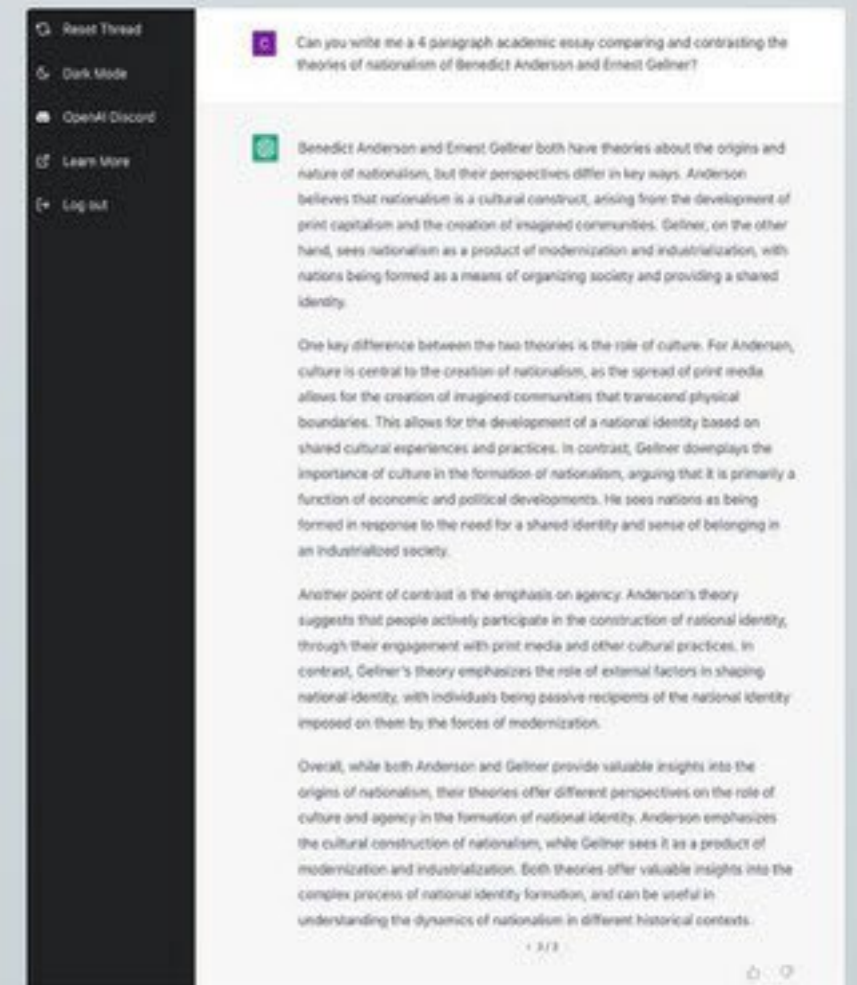 Reset Thread
Dark Mode
OpenAI Discord
Learn More
Log out
C
Can you write me a 4 paragraph academic essay comparing and contrasting the
theories of nationalism of Benedict Anderson and Ernest Gellner?
Benedict Anderson and Ernest Gellner both have theories about the origins and
nature of nationalism, but their perspectives differ in key ways. Anderson
believes that nationalism is a cultural construct, arising from the development of
print capitalism and the creation of imagined communities. Gellner, on the other
hand, sees nationalism as a product of modernization and industrialization, with
nations being formed as a means of organizing society and providing a shared
identity.
One key difference between the two theories is the role of culture. For Anderson,
culture is central to the creation of nationalism, as the spread of print media
allows for the creation of imagined communities that transcend physical
boundaries. This allows for the development of a national identity based on
shared cultural experiences and practices. In contrast, Gellner downplays the
importance of culture in the formation of nationalism, arguing that it is primarily a
function of economic and political developments. He sees nations as being
formed in response to the need for a shared identity and sense of belonging in
an industrialized society.
Another point of contrast is the emphasis on agency. Anderson's theory
suggests that people actively participate in the construction of national identity,
through their engagement with print media and other cultural practices. In
contrast, Gellner's theory emphasizes the role of external factors in shaping
national identity, with individuals being passive recipients of the national identity
imposed on them by the forces of modernization.
Overall, while both Anderson and Gellner provide valuable insights into the
origins of nationalism, their theories offer different perspectives on the role of
culture and agency in the formation of national identity. Anderson emphasizes
the cultural construction of nationalism, while Gellner sees it as a product of
modernization and industrialization. Both theories offer valuable insights into the
complex process of national identity formation, and can be useful in
understanding the dynamics of nationalism in different historical contexts.